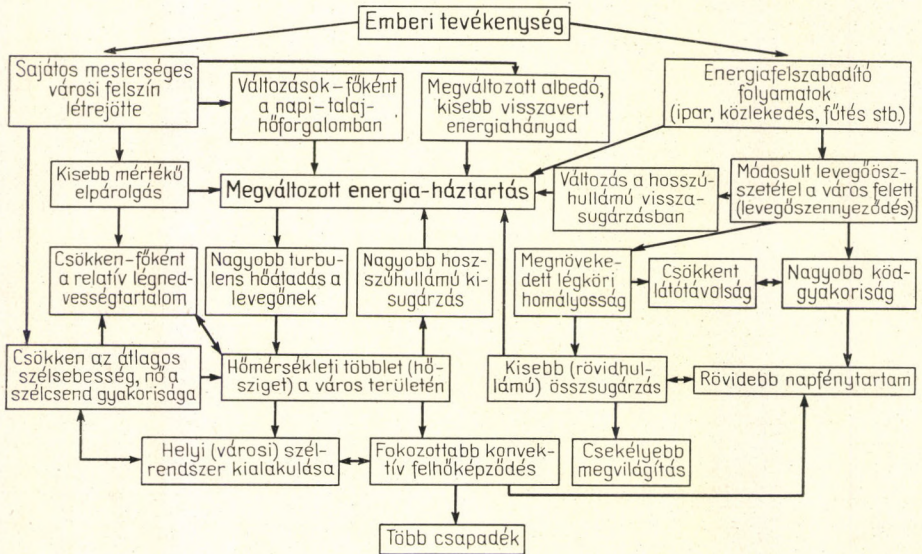 Emberi tevékenység
Sajátos mesterséges
városi felszín
létrejötte
Változások-főként
a napi-talaj-
hőforgalomban
Megváltozott albedó,
kisebb visszavert
energiahányad
Energiafelszabadító
folyamatok
(ipar, közlekedés, fűtés stb.)
Kisebb mértékű
elpárolgás
Megváltozott energia-háztartás
Változás a hosszú-
hullámú vissza-
sugárzásban
Módosult levegőösz-
szetétel a város felett
(levegőszennyeződés)
Csökken-főként
a relatív légned-
vességtartalom
Nagyobb turbu-
lens hőátadás a
levegőnek
Nagyobb hosz-
szúhullámú ki-
sugárzás
Megnöveke-
dett légköri
homályosság
Csökkent
látótávolság
Nagyobb köd-
gyakoriság
Csökken az átlagos
szélsebesség, nő a
szélcsend gyakorisága
Hőmérsékleti többlet (hő-
sziget) a város területén
Kisebb (rövidhul-
lámú) összsugárzás
Rövidebb napfénytartam
Helyi (városi) szél-
rendszer kialakulása
Fokozottabb konvek-
tív felhőképződés
Csekélyebb
megvilágítás
Több csapadék